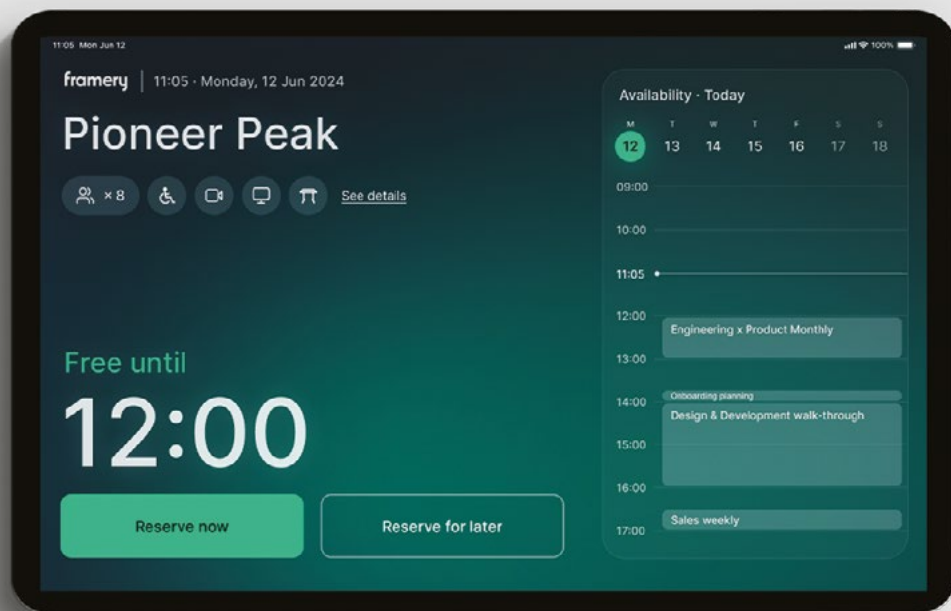 11:05 Mon Jun 12
100%
framery | 11:05 · Monday, 12 Jun 2024
Pioneer Peak
× 8
See details
Free until
12:00
Reserve now
Reserve for later
Availability · Today
M T W T F S S
12 13 14 15 16 17 18
09:00
10:00
11:05
12:00
Engineering x Product Monthly
13:00
Onboarding planning
14:00
Design & Development walk-through
15:00
16:00
Sales weekly
17:00